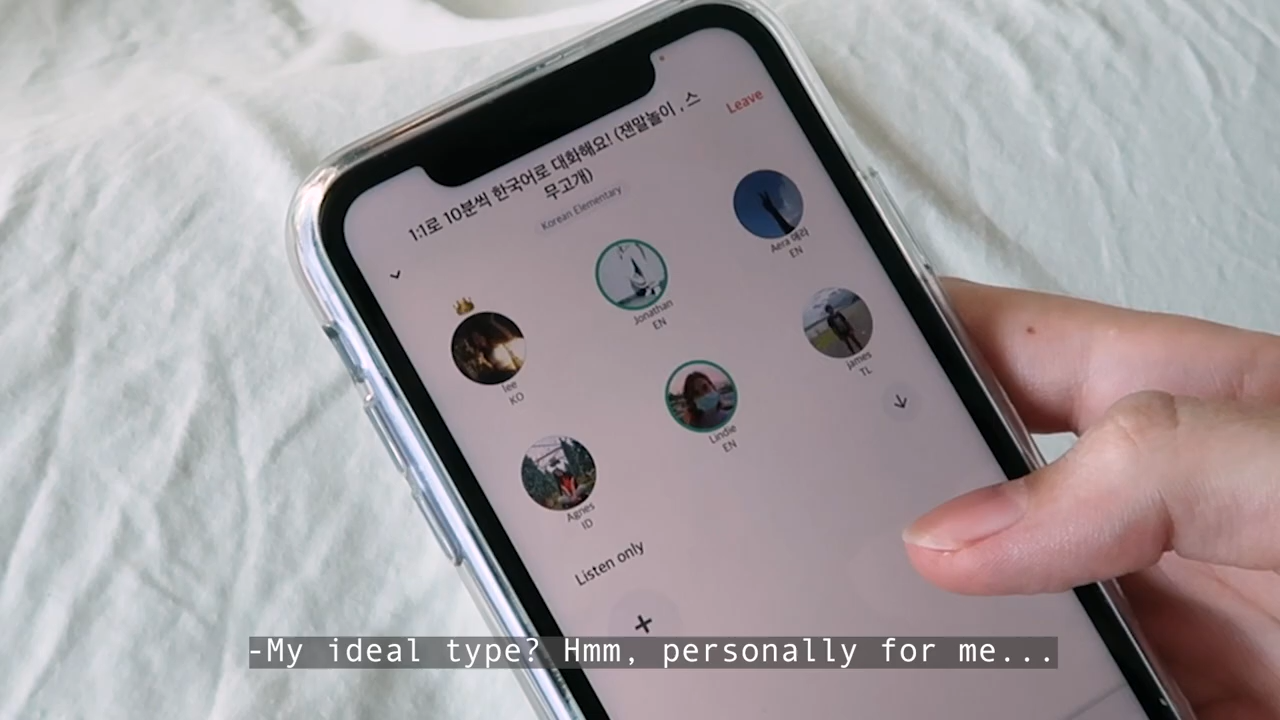 1:1로 10분씩 한국어로 대화해요! (잰말놀이 , 스
무고개)
Leave
Korean Elementary
lee
KO
Jonathan
EN
Aera 애라
EN
Agnes
ID
Lindie
EN
james
TL
Listen only
-My ideal type? Hmm, personally for me...